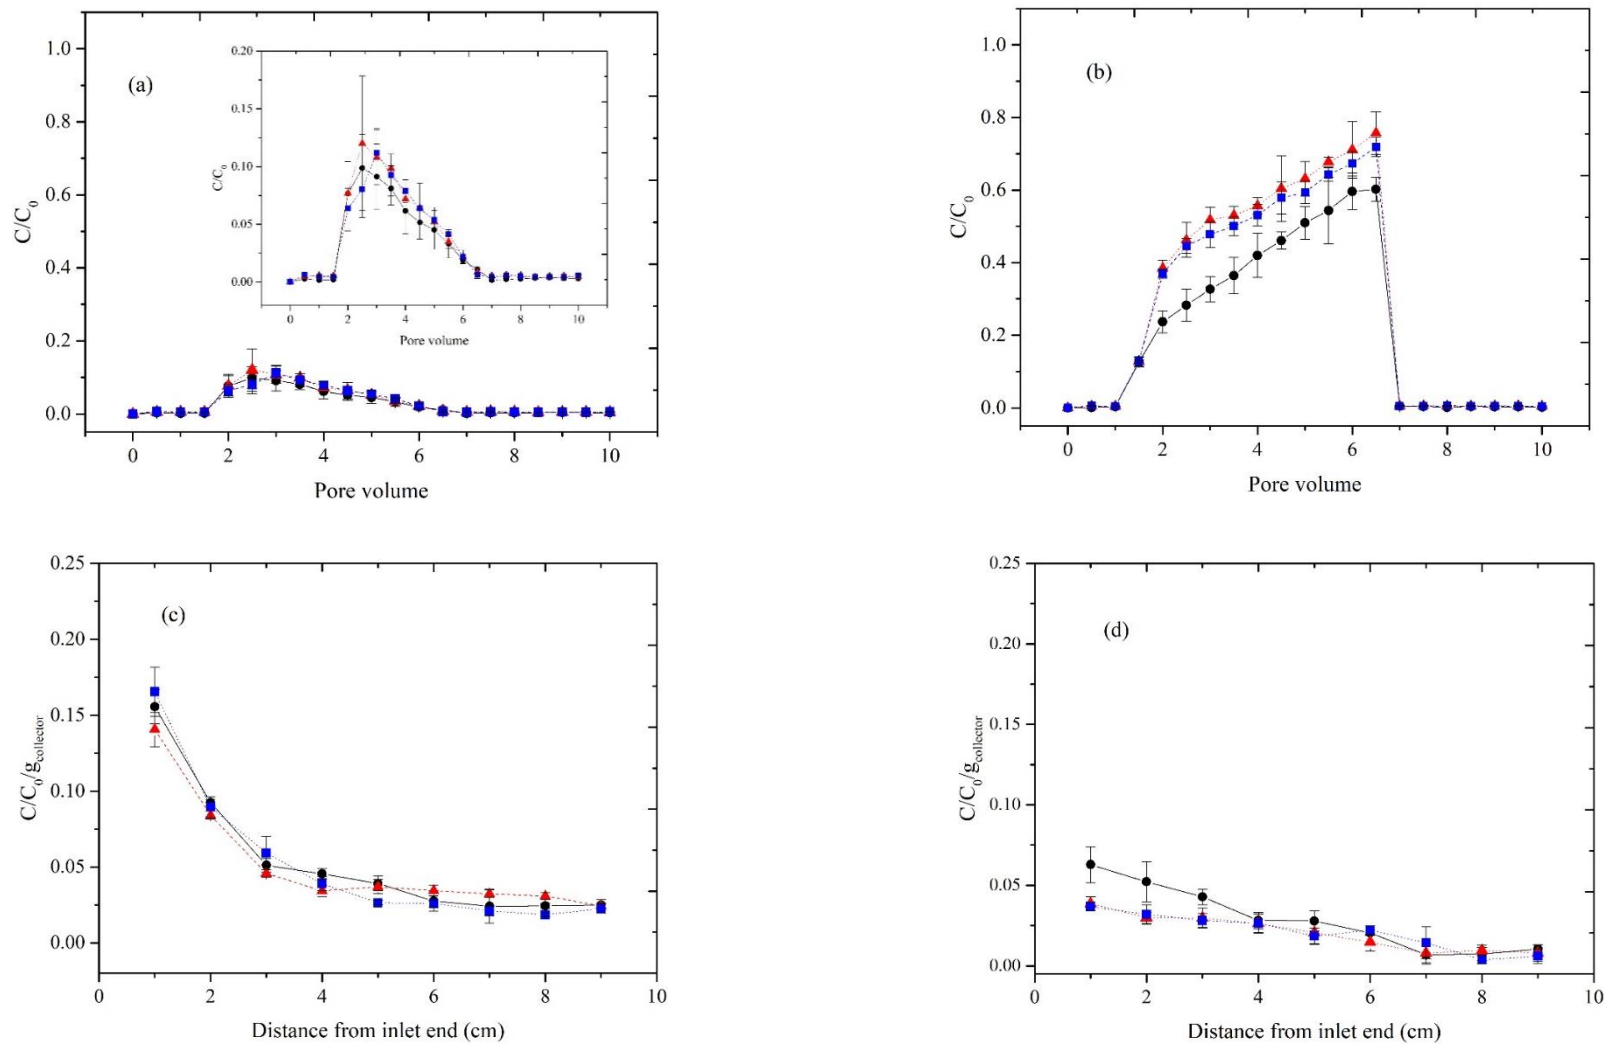 (a)
C/C0
1.0
0.8
0.6
0.4
0.2
0.0
0 2 4 6 8 10
Pore volume
C/C0
0.20
0.15
0.10
0.05
0.00
0 2 4 6 8 10
Pore volume
(b)
C/C0
1.0
0.8
0.6
0.4
0.2
0.0
0 2 4 6 8 10
Pore volume
(c)
C/C0/gcollector
0.25
0.20
0.15
0.10
0.05
0.00
0 2 4 6 8 10
Distance from inlet end (cm)
(d)
C/C0/gcollector
0.25
0.20
0.15
0.10
0.05
0.00
0 2 4 6 8 10
Distance from inlet end (cm)